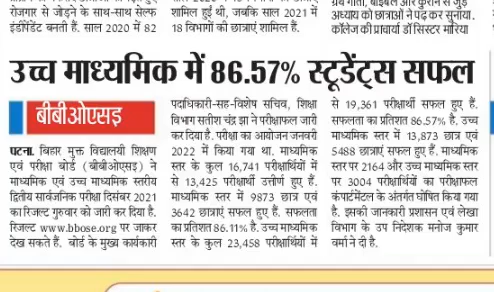 रोजगार से जोड़ने के साथ-साथ सेल्फ
इंडीपेंडेंट बनती हैं. साल 2020 में 82
शामिल हुई थी, जबकि साल 2021 में
18 विभागों की छात्राएं शामिल हैं.
ग्रंथ गीता, बाइबल और कुरान से जुड़े
अध्याय को छात्राओं ने पढ़ कर सुनाया.
कॉलेज की प्राचार्या डॉ सिस्टर मारिया
उच्च माध्यमिक में 86.57% स्टूडेंट्स सफल
बीबीओएसइ
पटना. बिहार मुक्त विद्यालयी शिक्षण
एवं परीक्षा बोर्ड (बीबीओएसइ) ने
माध्यमिक एवं उच्च माध्यमिक स्तरीय
द्वितीय सार्वजनिक परीक्षा दिसंबर 2021
का रिजल्ट गुरुवार को जारी कर दिया है.
रिजल्ट www.bbose.org पर जाकर
देख सकते हैं. बोर्ड के मुख्य कार्यकारी
पदाधिकारी-सह-विशेष सचिव, शिक्षा
विभाग सतीश चंद्र झा ने परीक्षाफल जारी
कर दिया है. परीक्षा का आयोजन जनवरी
2022 में किया गया था. माध्यमिक
स्तर के कुल 16,741 परीक्षार्थियों में
से 13,425 परीक्षार्थी उत्तीर्ण हुए हैं.
माध्यमिक स्तर में 9873 छात्र एवं
3642 छात्राएं सफल हुए हैं. सफलता
का प्रतिशत 86.11% है. उच्च माध्यमिक
स्तर के कुल 23,458 परीक्षार्थियों में
से 19,361 परीक्षार्थी सफल हुए हैं.
सफलता का प्रतिशत 86.57% है. उच्च
माध्यमिक स्तर में 13,873 छात्र एवं
5488 छात्राएं सफल हुए हैं. माध्यमिक
स्तर पर 2164 और उच्च माध्यमिक स्तर
पर 3004 परीक्षार्थियों का परीक्षाफल
कंपार्टमेंटल के अंतर्गत घोषित किया गया
है. इसकी जानकारी प्रशासन एवं लेखा
विभाग के उप निदेशक मनोज कुमार
वर्मा ने दी है.